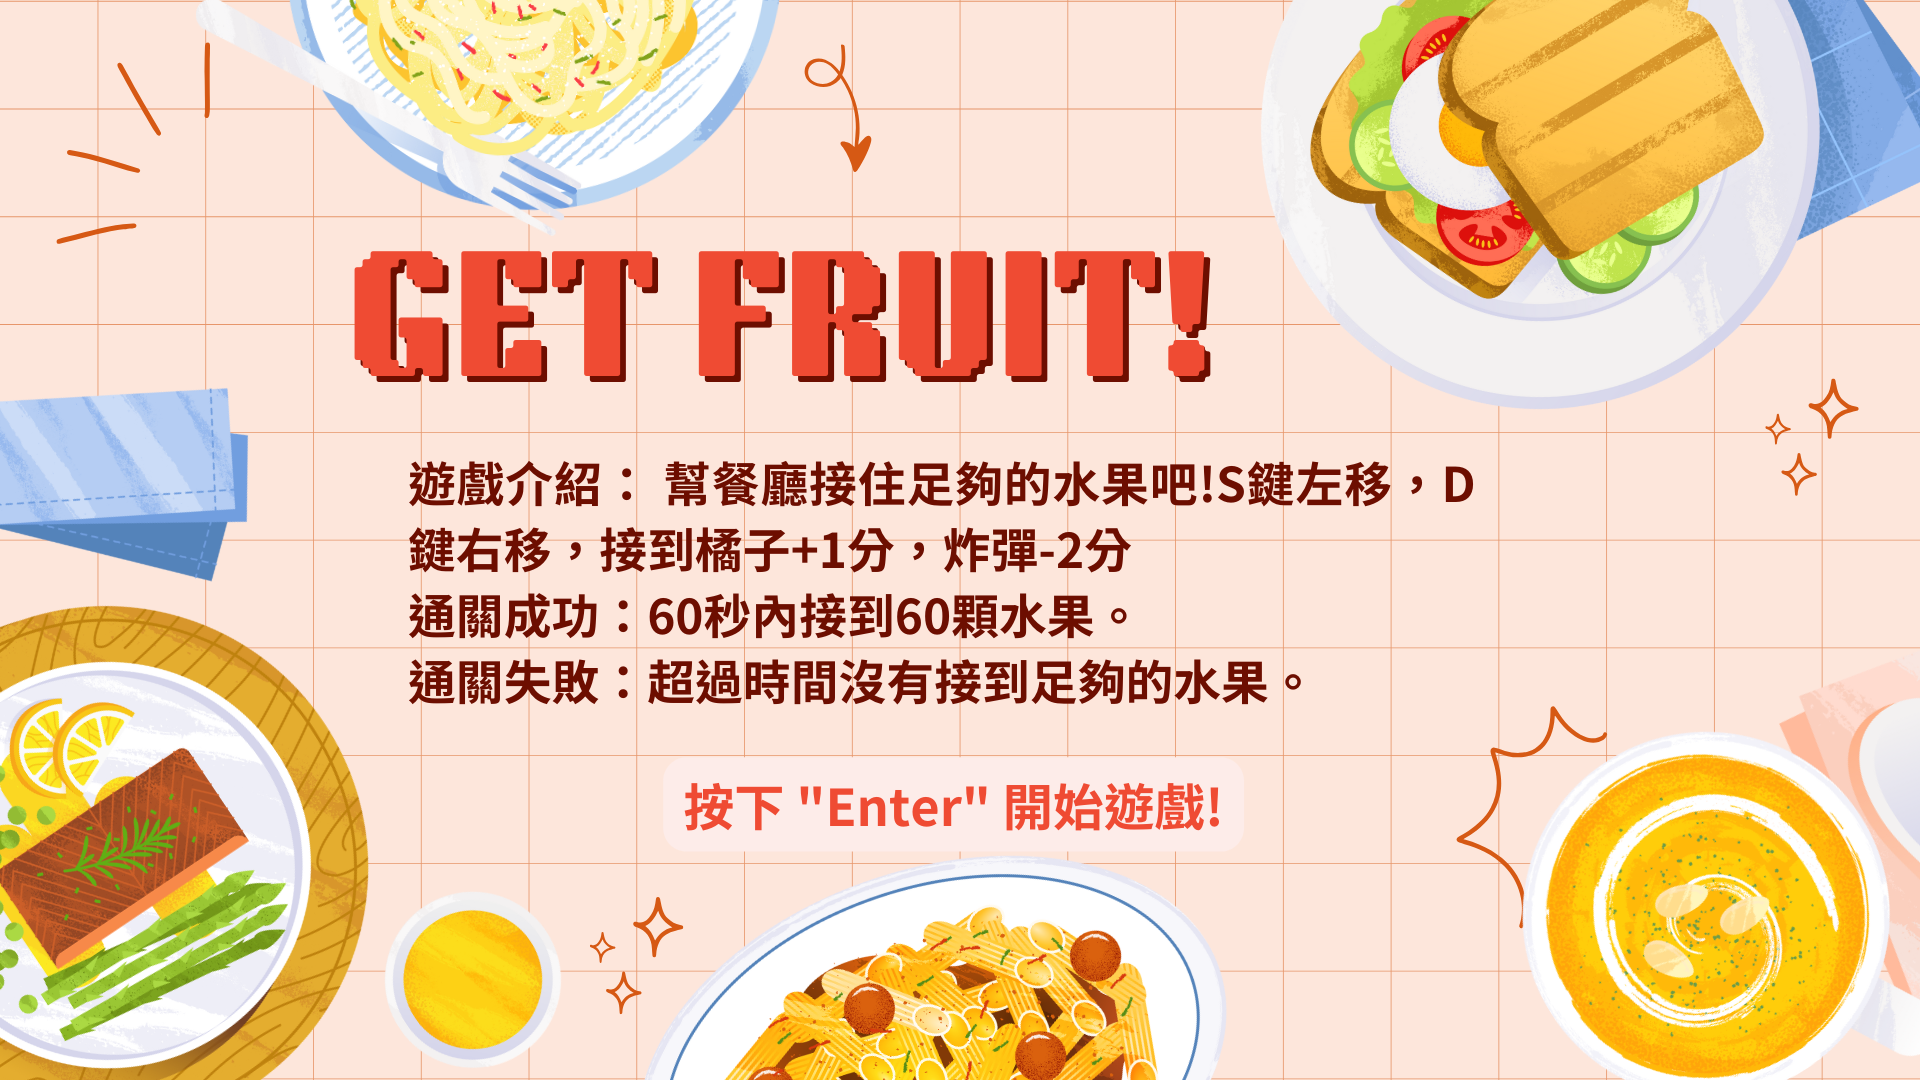 GET FRUIT!
遊戲介紹： 幫餐廳接住足夠的水果吧!S鍵左移，D
鍵右移，接到橘子+1分，炸彈-2分
通關成功：60秒內接到60顆水果。
通關失敗：超過時間沒有接到足夠的水果。
按下 "Enter" 開始遊戲!